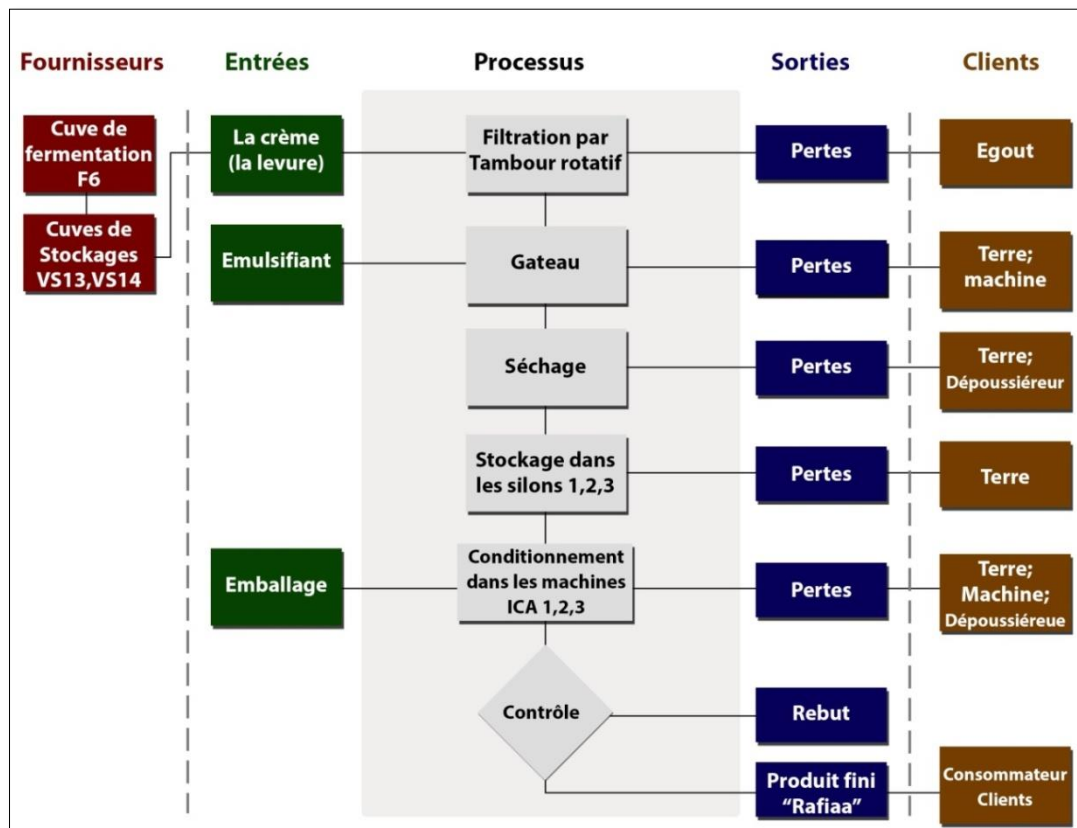 Fournisseurs
Entrées
Processus
Sorties
Clients
Cuve de
fermentation
F6
La crème
(la levure)
Filtration par
Tambour rotatif
Pertes
Egout
Cuves de
Stockages
VS13,VS14
Emulsifiant
Gateau
Pertes
Terre;
machine
Séchage
Pertes
Terre;
Dépoussiéreur
Stockage dans
les silons 1,2,3
Pertes
Terre
Emballage
Conditionnement
dans les machines
ICA 1,2,3
Pertes
Terre;
Machine;
Dépoussiéreue
Contrôle
Rebut
Produit fini
“Rafiaa”
Consommateur
Clients